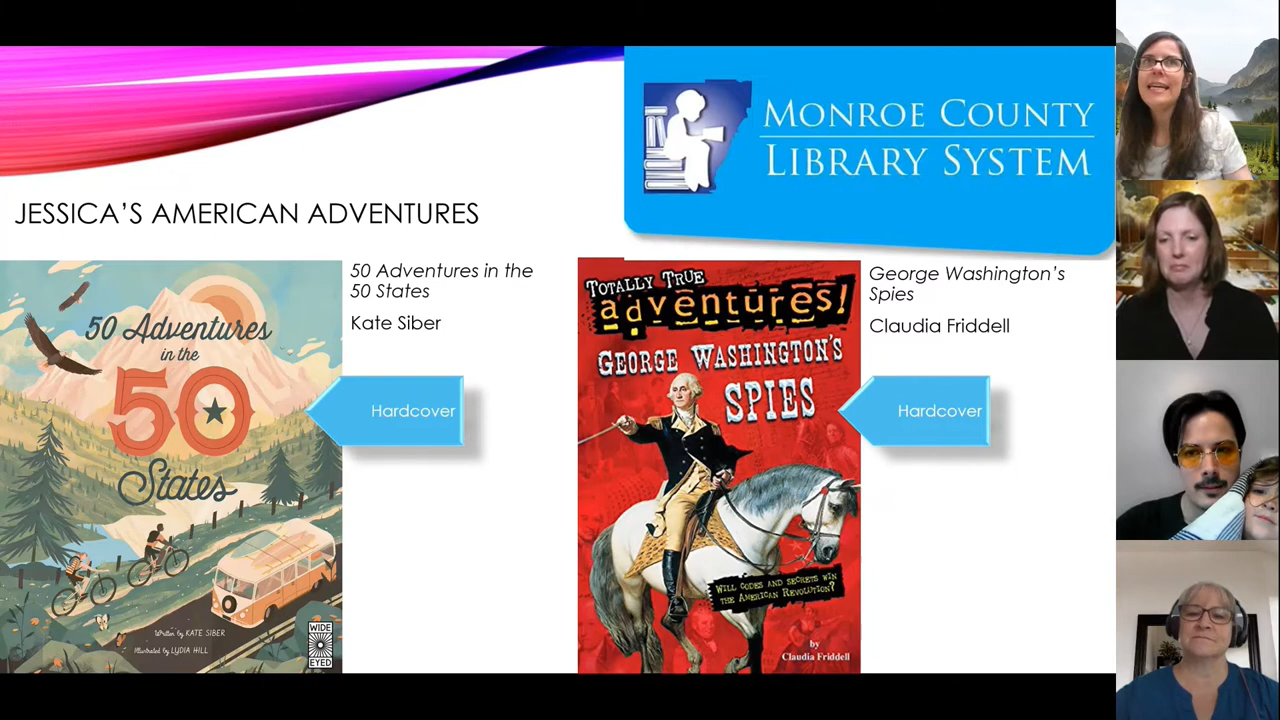 MONROE COUNTY
LIBRARY SYSTEM
JESSICA'S AMERICAN ADVENTURES
50 Adventures
in the
50
States
Written by KATE SIBER
Illustrated by LYDIA HILL
WIDE
EYED
50 Adventures in the
50 States
Kate Siber
Hardcover
TOTALLY TRUE
adventures!
GEORGE WASHINGTON'S
SPIES
WILL CODES AND SECRETS WIN
THE AMERICAN REVOLUTION?
by
Claudia Friddell
George Washington's
Spies
Claudia Friddell
Hardcover